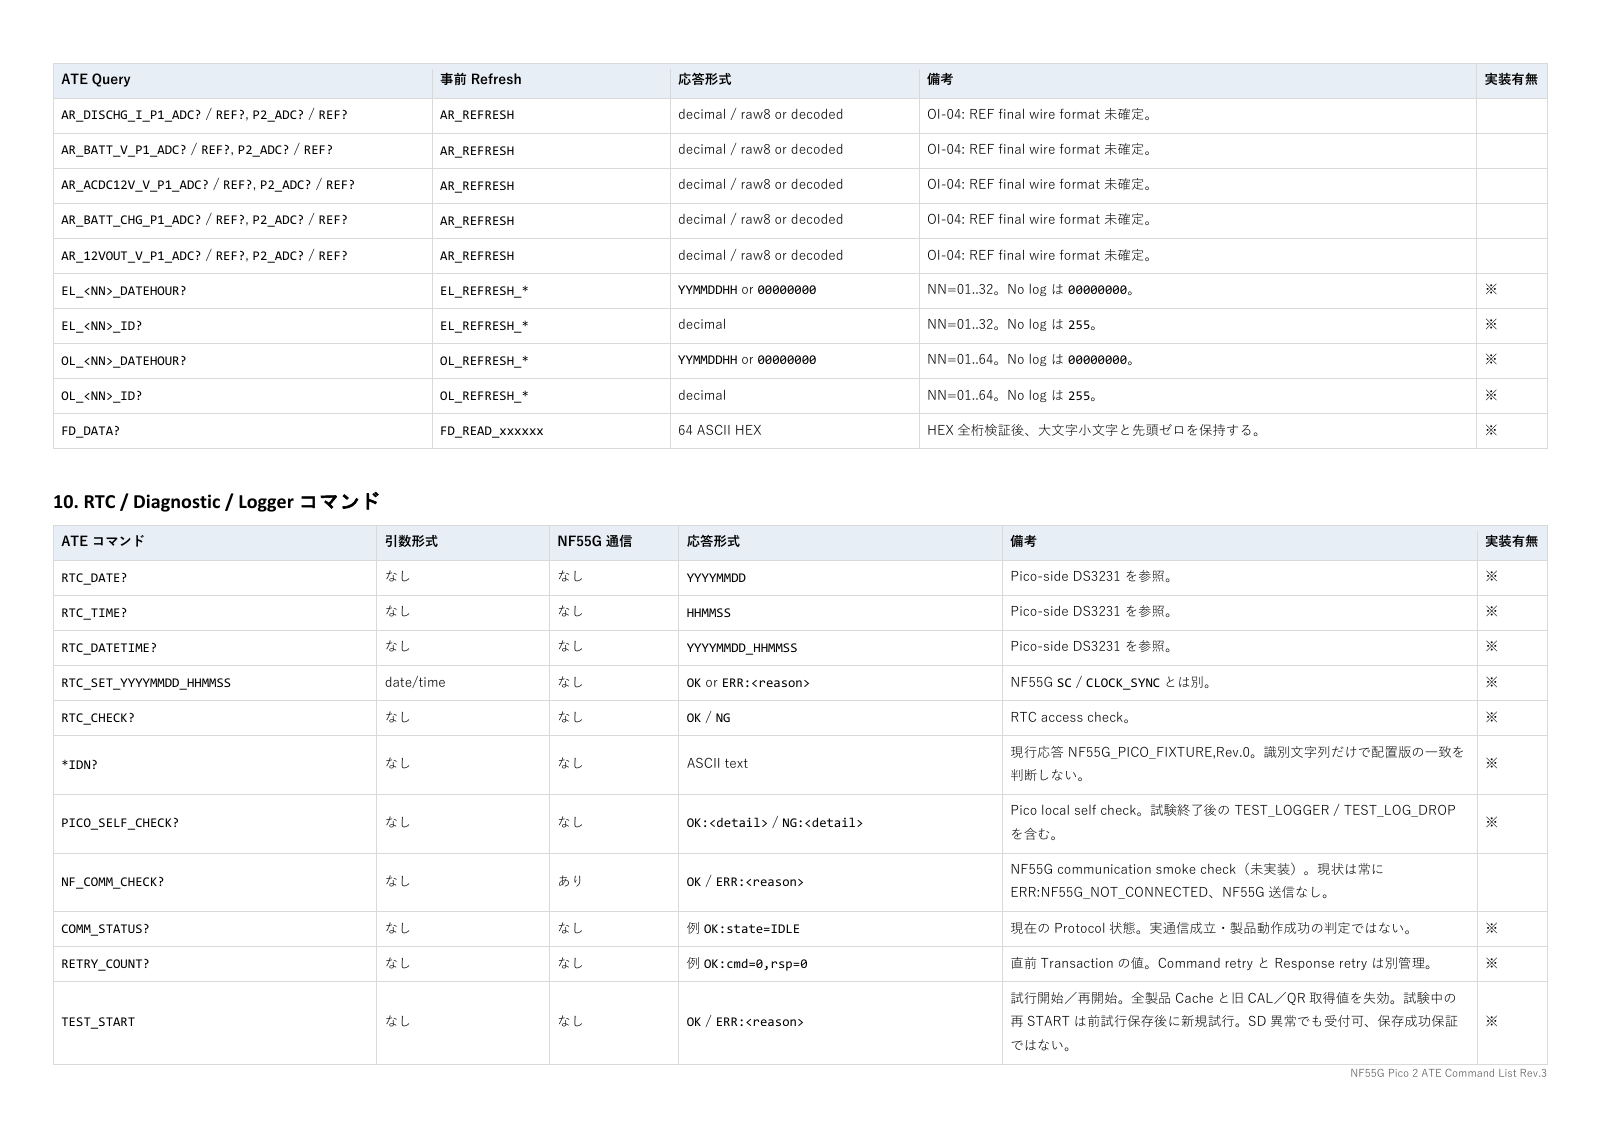 ATE Query 事前 Refresh 応答形式 備考 実装有無
AR_DISCHG_I_P1_ADC? / REF?, P2_ADC? / REF? AR_REFRESH decimal / raw8 or decoded OI-04: REF final wire format 未確定。
AR_BATT_V_P1_ADC? / REF?, P2_ADC? / REF? AR_REFRESH decimal / raw8 or decoded OI-04: REF final wire format 未確定。
AR_ACDC12V_V_P1_ADC? / REF?, P2_ADC? / REF? AR_REFRESH decimal / raw8 or decoded OI-04: REF final wire format 未確定。
AR_BATT_CHG_P1_ADC? / REF?, P2_ADC? / REF? AR_REFRESH decimal / raw8 or decoded OI-04: REF final wire format 未確定。
AR_12VOUT_V_P1_ADC? / REF?, P2_ADC? / REF? AR_REFRESH decimal / raw8 or decoded OI-04: REF final wire format 未確定。
EL_<NN>_DATEHOUR? EL_REFRESH_* YYMMDDHH or 00000000 NN=01..32。No log は 00000000。 ※
EL_<NN>_ID? EL_REFRESH_* decimal NN=01..32。No log は 255。 ※
OL_<NN>_DATEHOUR? OL_REFRESH_* YYMMDDHH or 00000000 NN=01..64。No log は 00000000。 ※
OL_<NN>_ID? OL_REFRESH_* decimal NN=01..64。No log は 255。 ※
FD_DATA? FD_READ_xxxxxx 64 ASCII HEX HEX 全桁検証後、大文字小文字と先頭ゼロを保持する。 ※
10. RTC / Diagnostic / Logger コマンド
ATE コマンド 引数形式 NF55G 通信 応答形式 備考 実装有無
RTC_DATE? なし なし YYYYMMDD Pico-side DS3231 を参照。 ※
RTC_TIME? なし なし HHMMSS Pico-side DS3231 を参照。 ※
RTC_DATETIME? なし なし YYYYMMDD_HHMMSS Pico-side DS3231 を参照。 ※
RTC_SET_YYYYMMDD_HHMMSS date/time なし OK or ERR:<reason> NF55G SC / CLOCK_SYNC とは別。 ※
RTC_CHECK? なし なし OK / NG RTC access check。 ※
*IDN? なし なし ASCII text 現行応答 NF55G_PICO_FIXTURE,Rev.0。識別文字列だけで配置版の一致を
判断しない。 ※
PICO_SELF_CHECK? なし なし OK:<detail> / NG:<detail> Pico local self check。試験終了後の TEST_LOGGER / TEST_LOG_DROP
を含む。 ※
NF_COMM_CHECK? なし あり OK / ERR:<reason> NF55G communication smoke check（未実装）。現状は常に
ERR:NF55G_NOT_CONNECTED、NF55G 送信なし。
COMM_STATUS? なし なし 例 OK:state=IDLE 現在の Protocol 状態。実通信成立・製品動作成功の判定ではない。 ※
RETRY_COUNT? なし なし 例 OK:cmd=0,rsp=0 直前 Transaction の値。Command retry と Response retry は別管理。 ※
TEST_START なし なし OK / ERR:<reason> 試行開始／再開始。全製品 Cache と旧 CAL／QR 取得値を失効。試験中の
再 START は前試行保存後に新規試行。SD 異常でも受付可、保存成功保証
ではない。 ※
NF55G Pico 2 ATE Command List Rev.3